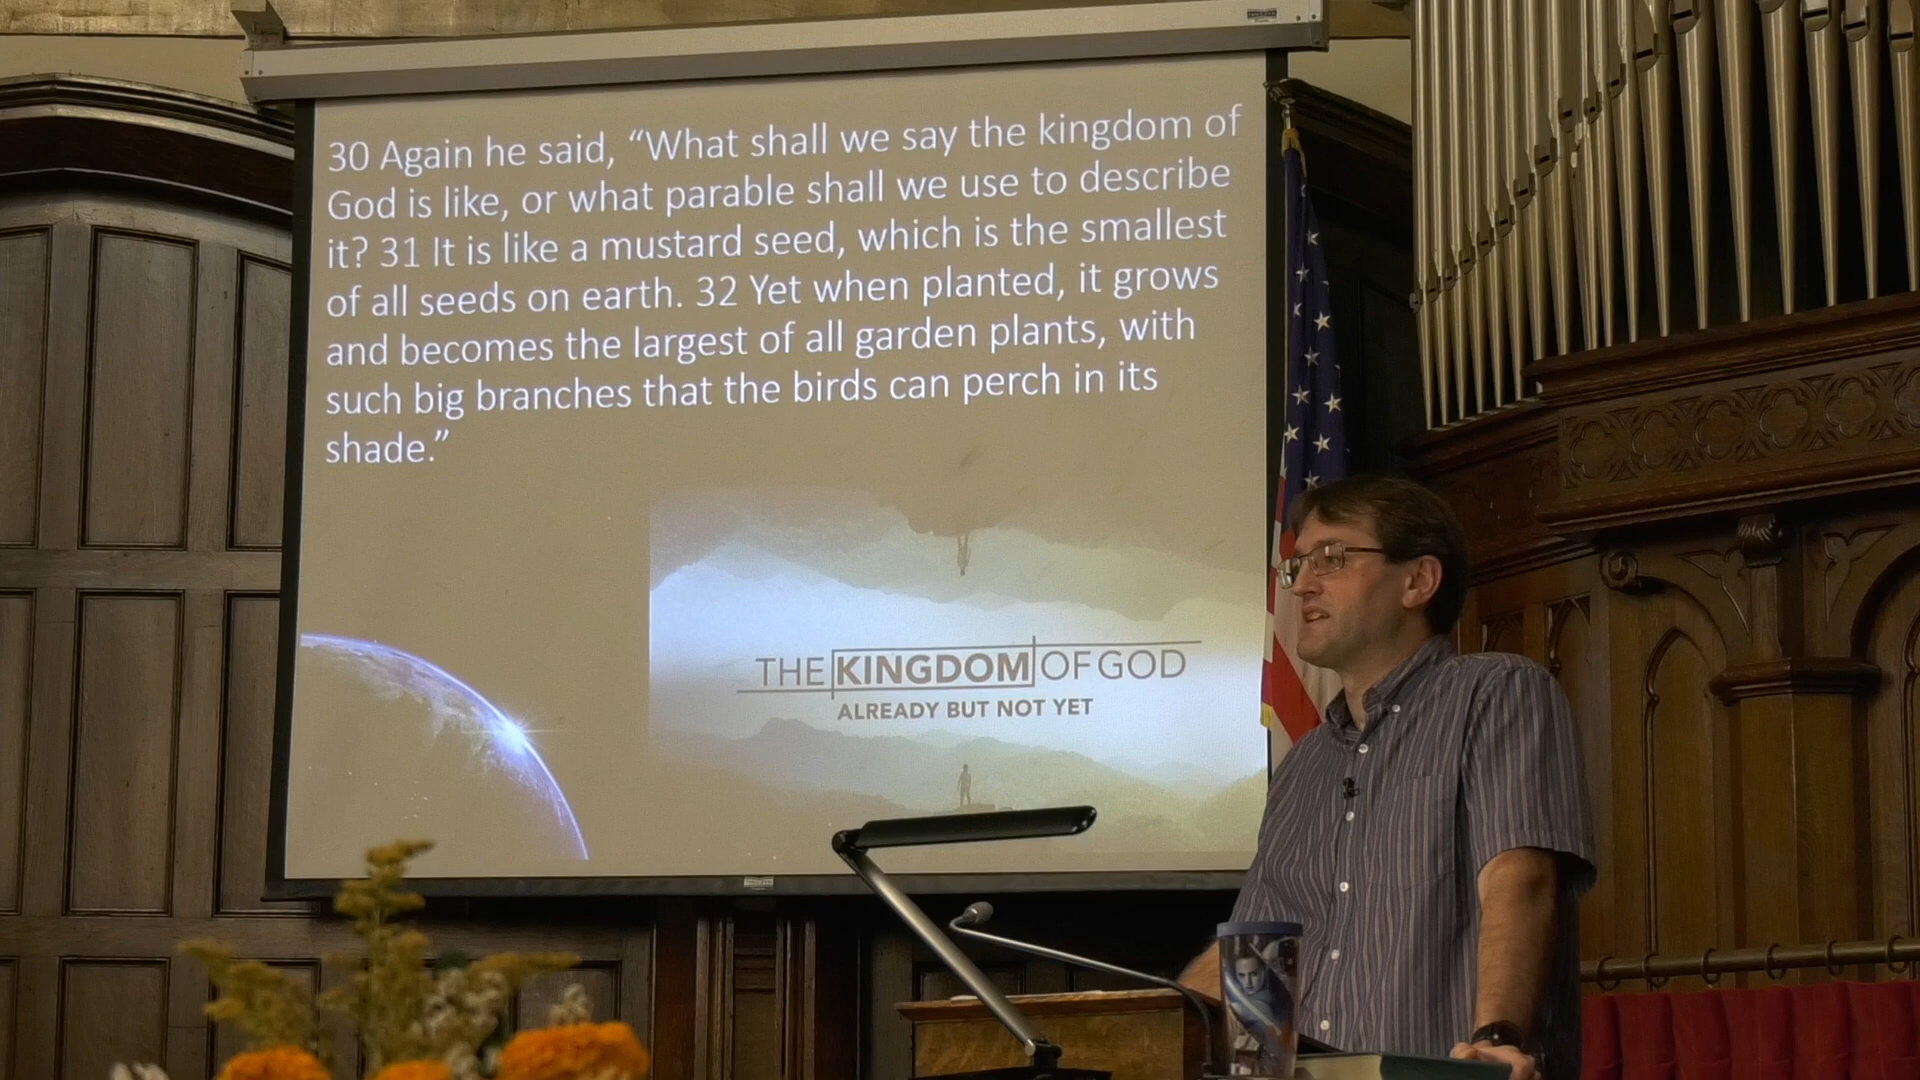 30 Again he said, “What shall we say the kingdom of
God is like, or what parable shall we use to describe
it? 31 It is like a mustard seed, which is the smallest
of all seeds on earth. 32 Yet when planted, it grows
and becomes the largest of all garden plants, with
such big branches that the birds can perch in its
shade.”
THE KINGDOM OF GOD
ALREADY BUT NOT YET